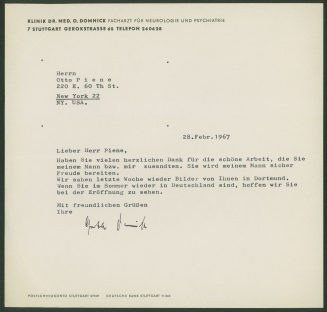 KLINIK DR. MED. O. DOMNICK FACHARZT FÜR NEUROLOGIE UND PSYCHIATRIE
7 STUTTGART GEROKSTRASSE 65 TELEFON 240628
Herrn
Otto Piene
220 E. 60 Th St.
New York 22
NY. USA.
28.Febr.1967
Lieber Herr Piene,
Haben Sie vielen herzlichen Dank für die schöne Arbeit, die Sie
meinem Mann bzw. mir zusandten. Sie wird meinem Mann sicher
Freude bereiten.
Wir sahen letzte Woche wieder Bilder von Ihnen in Dortmund.
Wenn Sie im Sommer wieder in Deutschland sind, hoffen wir Sie
bei der Eröffnung zu sehen.
Mit freundlichen Grüßen
Ihre
POSTSCHECKKONTO STUTTGART DEUTSCHE BANK STUTTGART